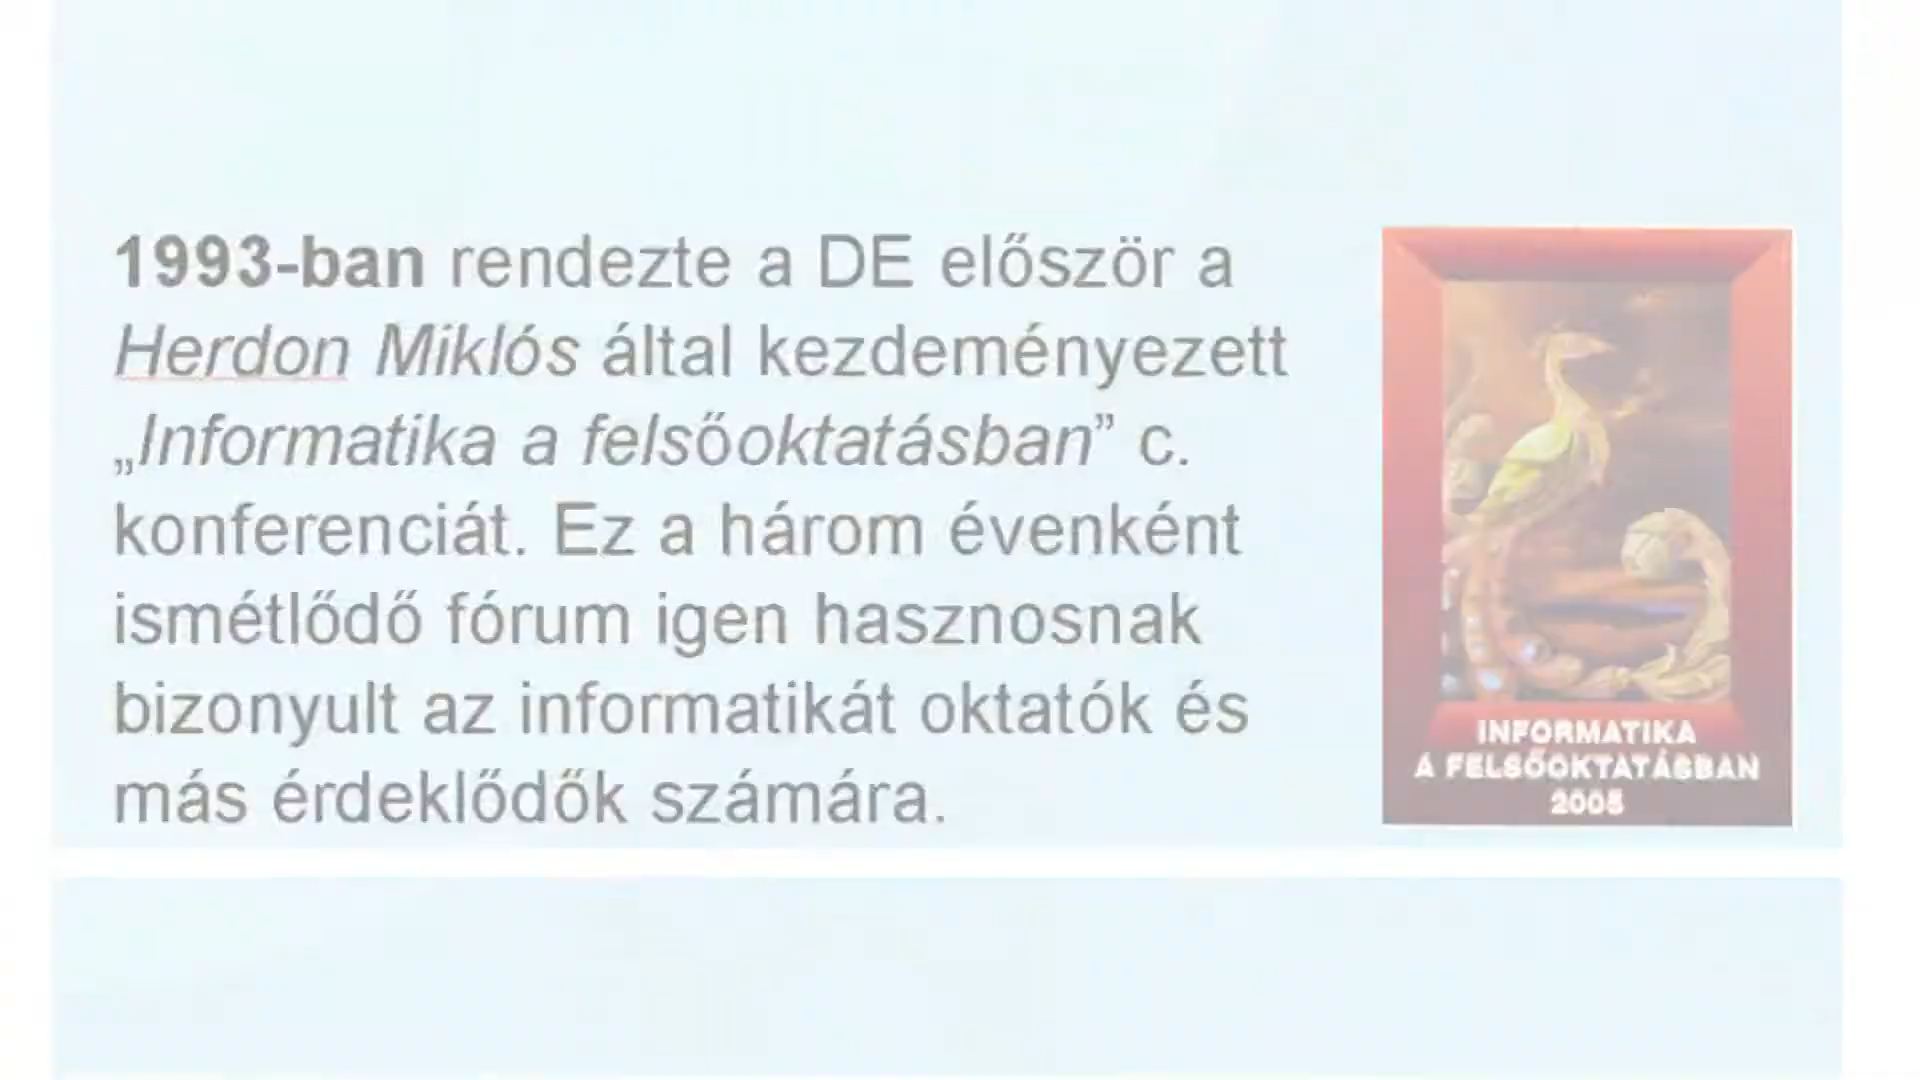 1993-ban rendezte a DE először a
Herdon Miklós által kezdeményezett
„Informatika a felsőoktatásban” c.
konferenciát. Ez a három évenként
ismétlődő fórum igen hasznosnak
bizonyult az informatikát oktatók és
más érdeklődők számára.
INFORMATIKA
A FELSŐOKTATÁSBAN
2005